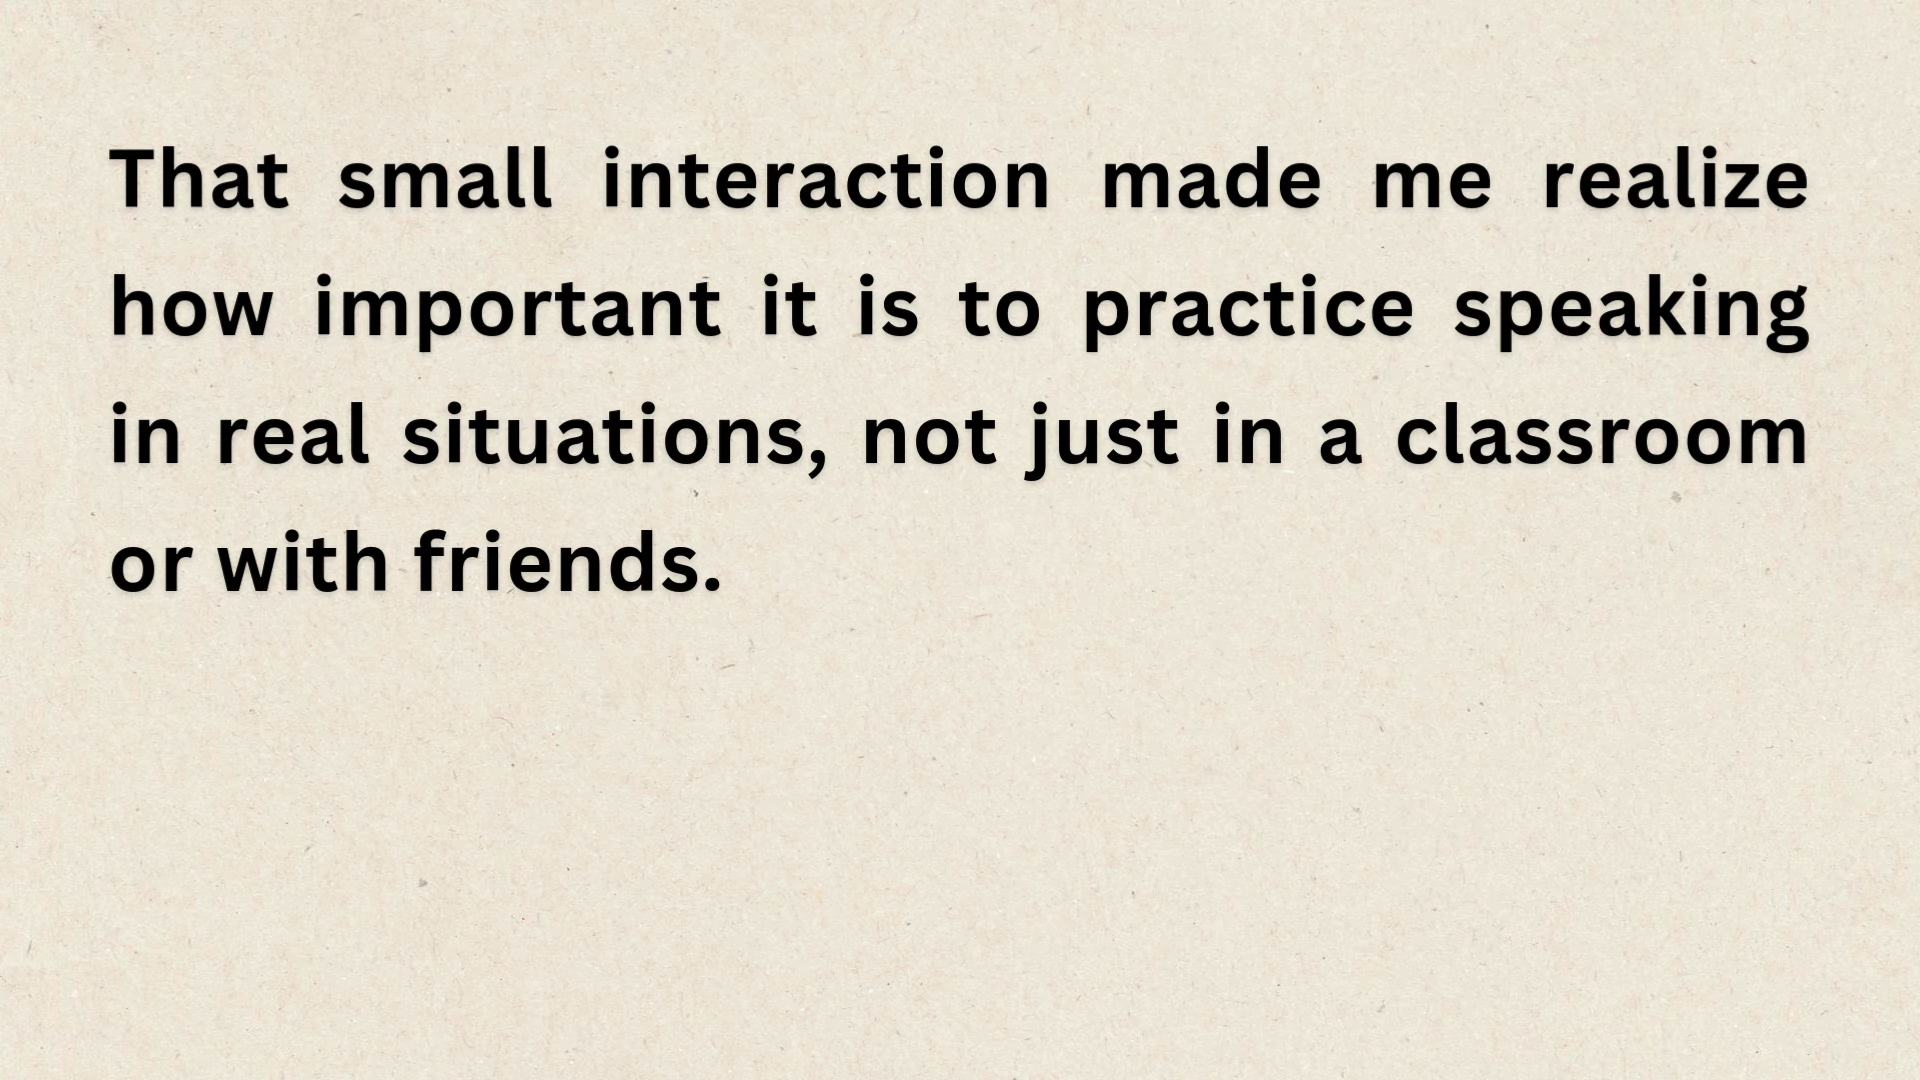 That small interaction made me realize
how important it is to practice speaking
in real situations, not just in a classroom
or with friends.